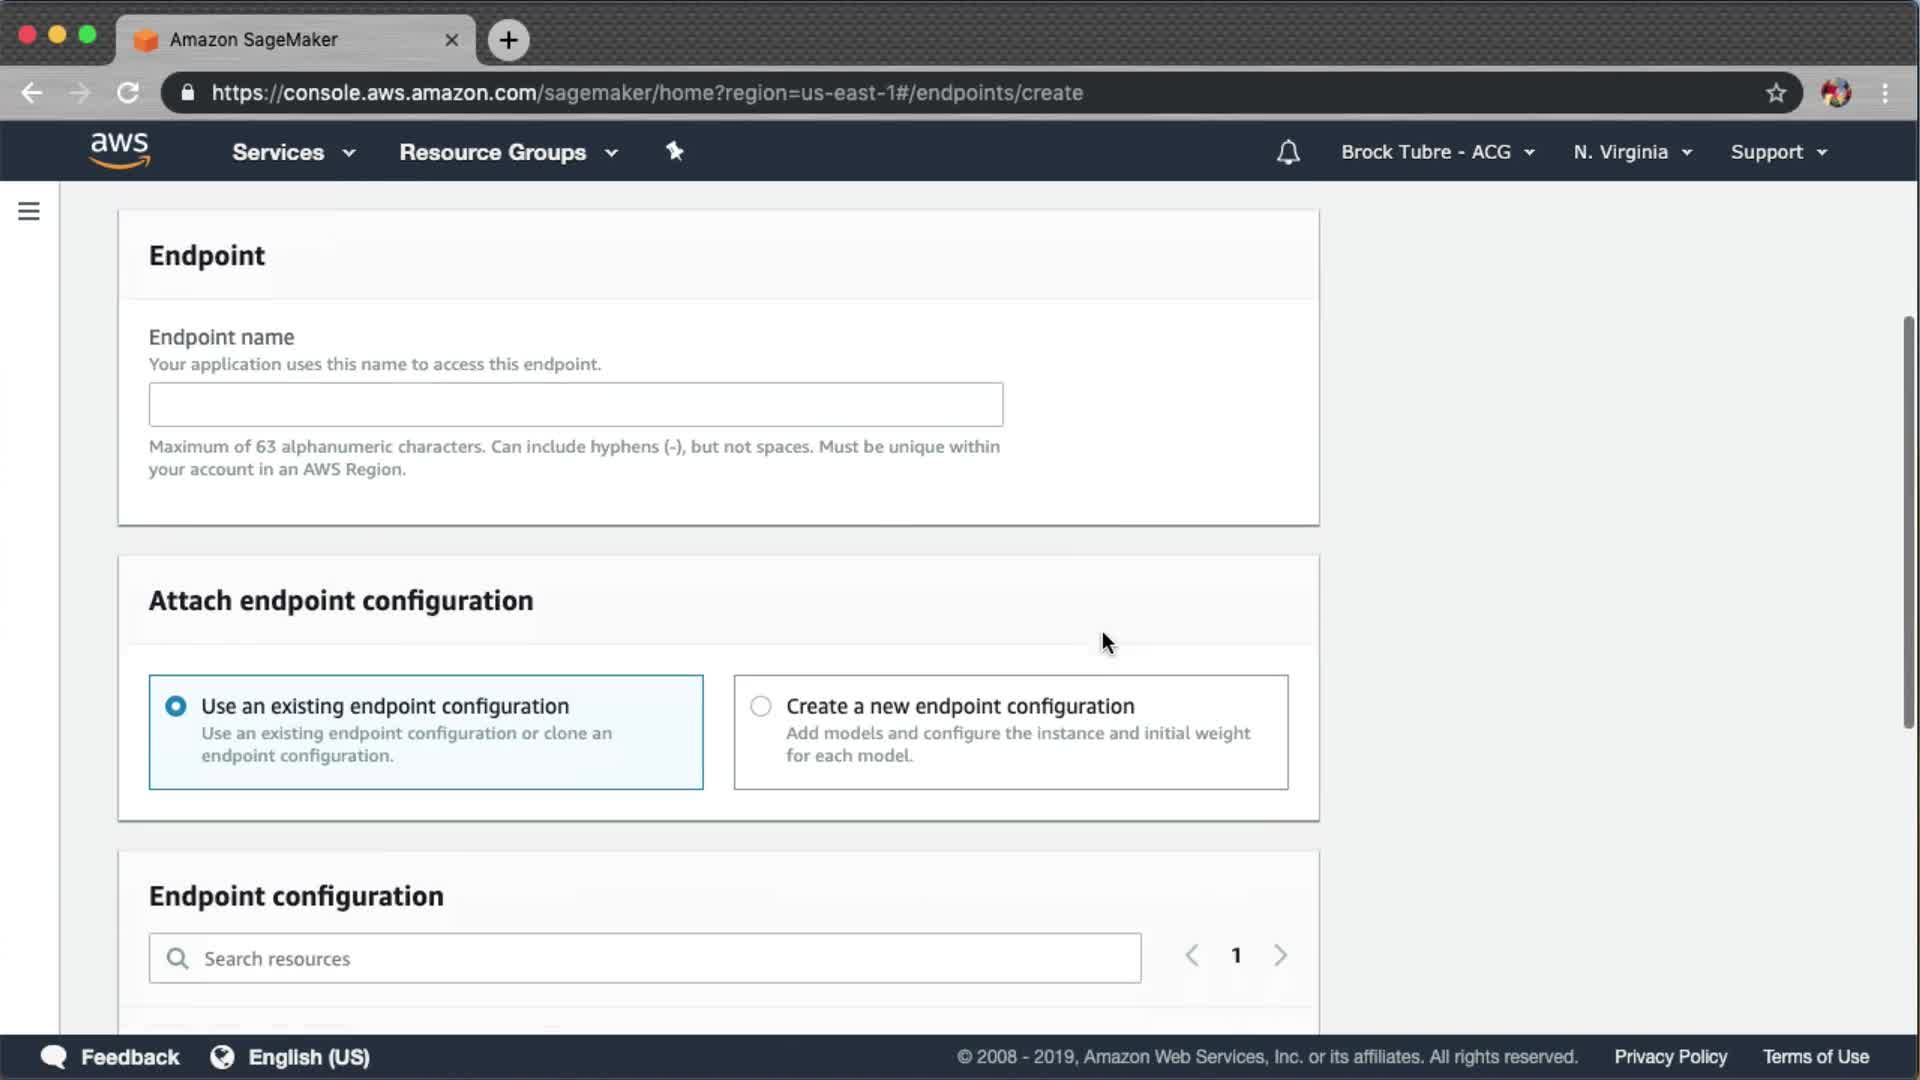 Amazon SageMaker
https://console.aws.amazon.com/sagemaker/home?region=us-east-1#/endpoints/create
aws Services Resource Groups Brock Tubre - ACG N. Virginia Support
Endpoint
Endpoint name
Your application uses this name to access this endpoint.
Maximum of 63 alphanumeric characters. Can include hyphens (-), but not spaces. Must be unique within
your account in an AWS Region.
Attach endpoint configuration
Use an existing endpoint configuration
Use an existing endpoint configuration or clone an
endpoint configuration.
Create a new endpoint configuration
Add models and configure the instance and initial weight
for each model.
Endpoint configuration
Search resources
1
Feedback English (US) © 2008 - 2019, Amazon Web Services, Inc. or its affiliates. All rights reserved. Privacy Policy Terms of Use